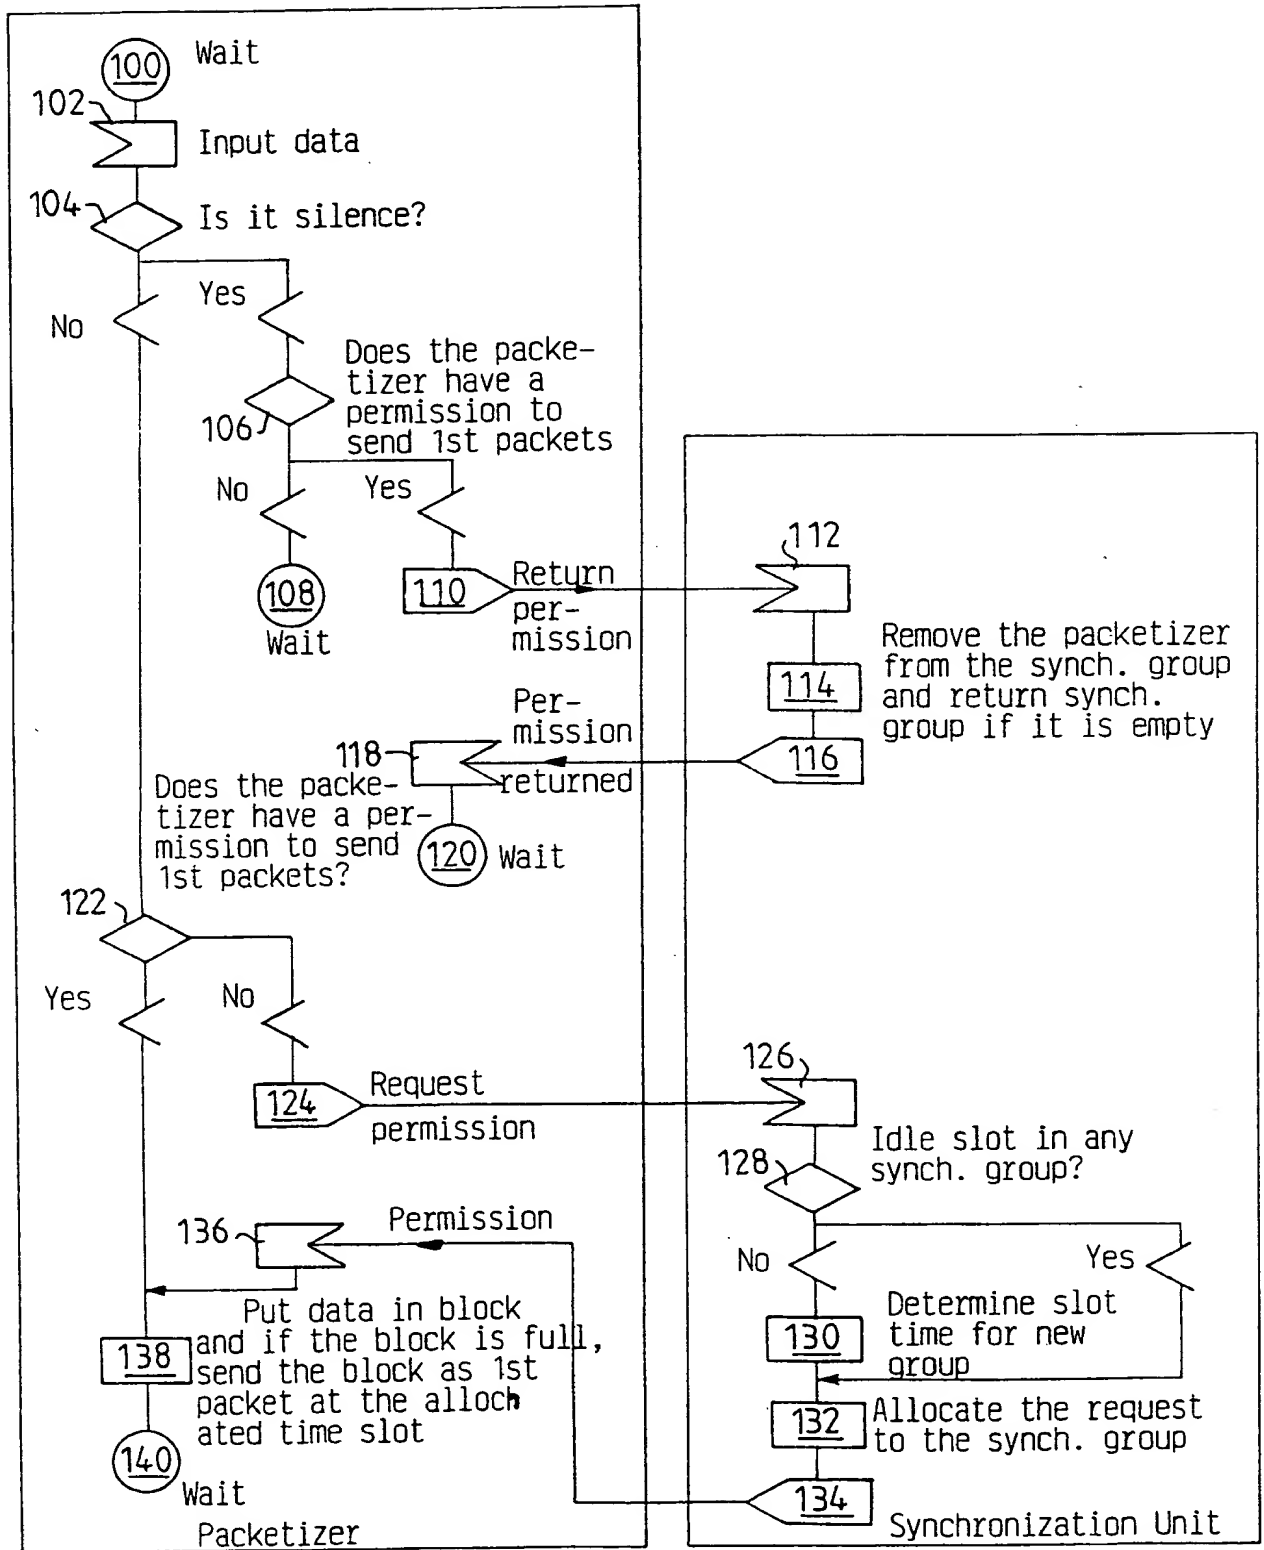 100
Wait
102
Input data
104
Is it silence?
No
Yes
Does the packe-
tizer have a
permission to
send 1st packets
106
No
Yes
108
Wait
110
Return
per-
mission
112
Remove the packetizer
from the synch. group
and return synch.
group if it is empty
114
116
Per-
mission
returned
118
120
Wait
Does the packe-
tizer have a per-
mission to send
1st packets?
122
Yes
No
124
Request
permission
126
Idle slot in any
synch. group?
128
No
Yes
Determine slot
time for new
group
130
132
Allocate the request
to the synch. group
134
136
Permission
Put data in block
and if the block is full,
send the block as 1st
packet at the alloch
ated time slot
138
140
Wait
Packetizer
Synchronization Unit